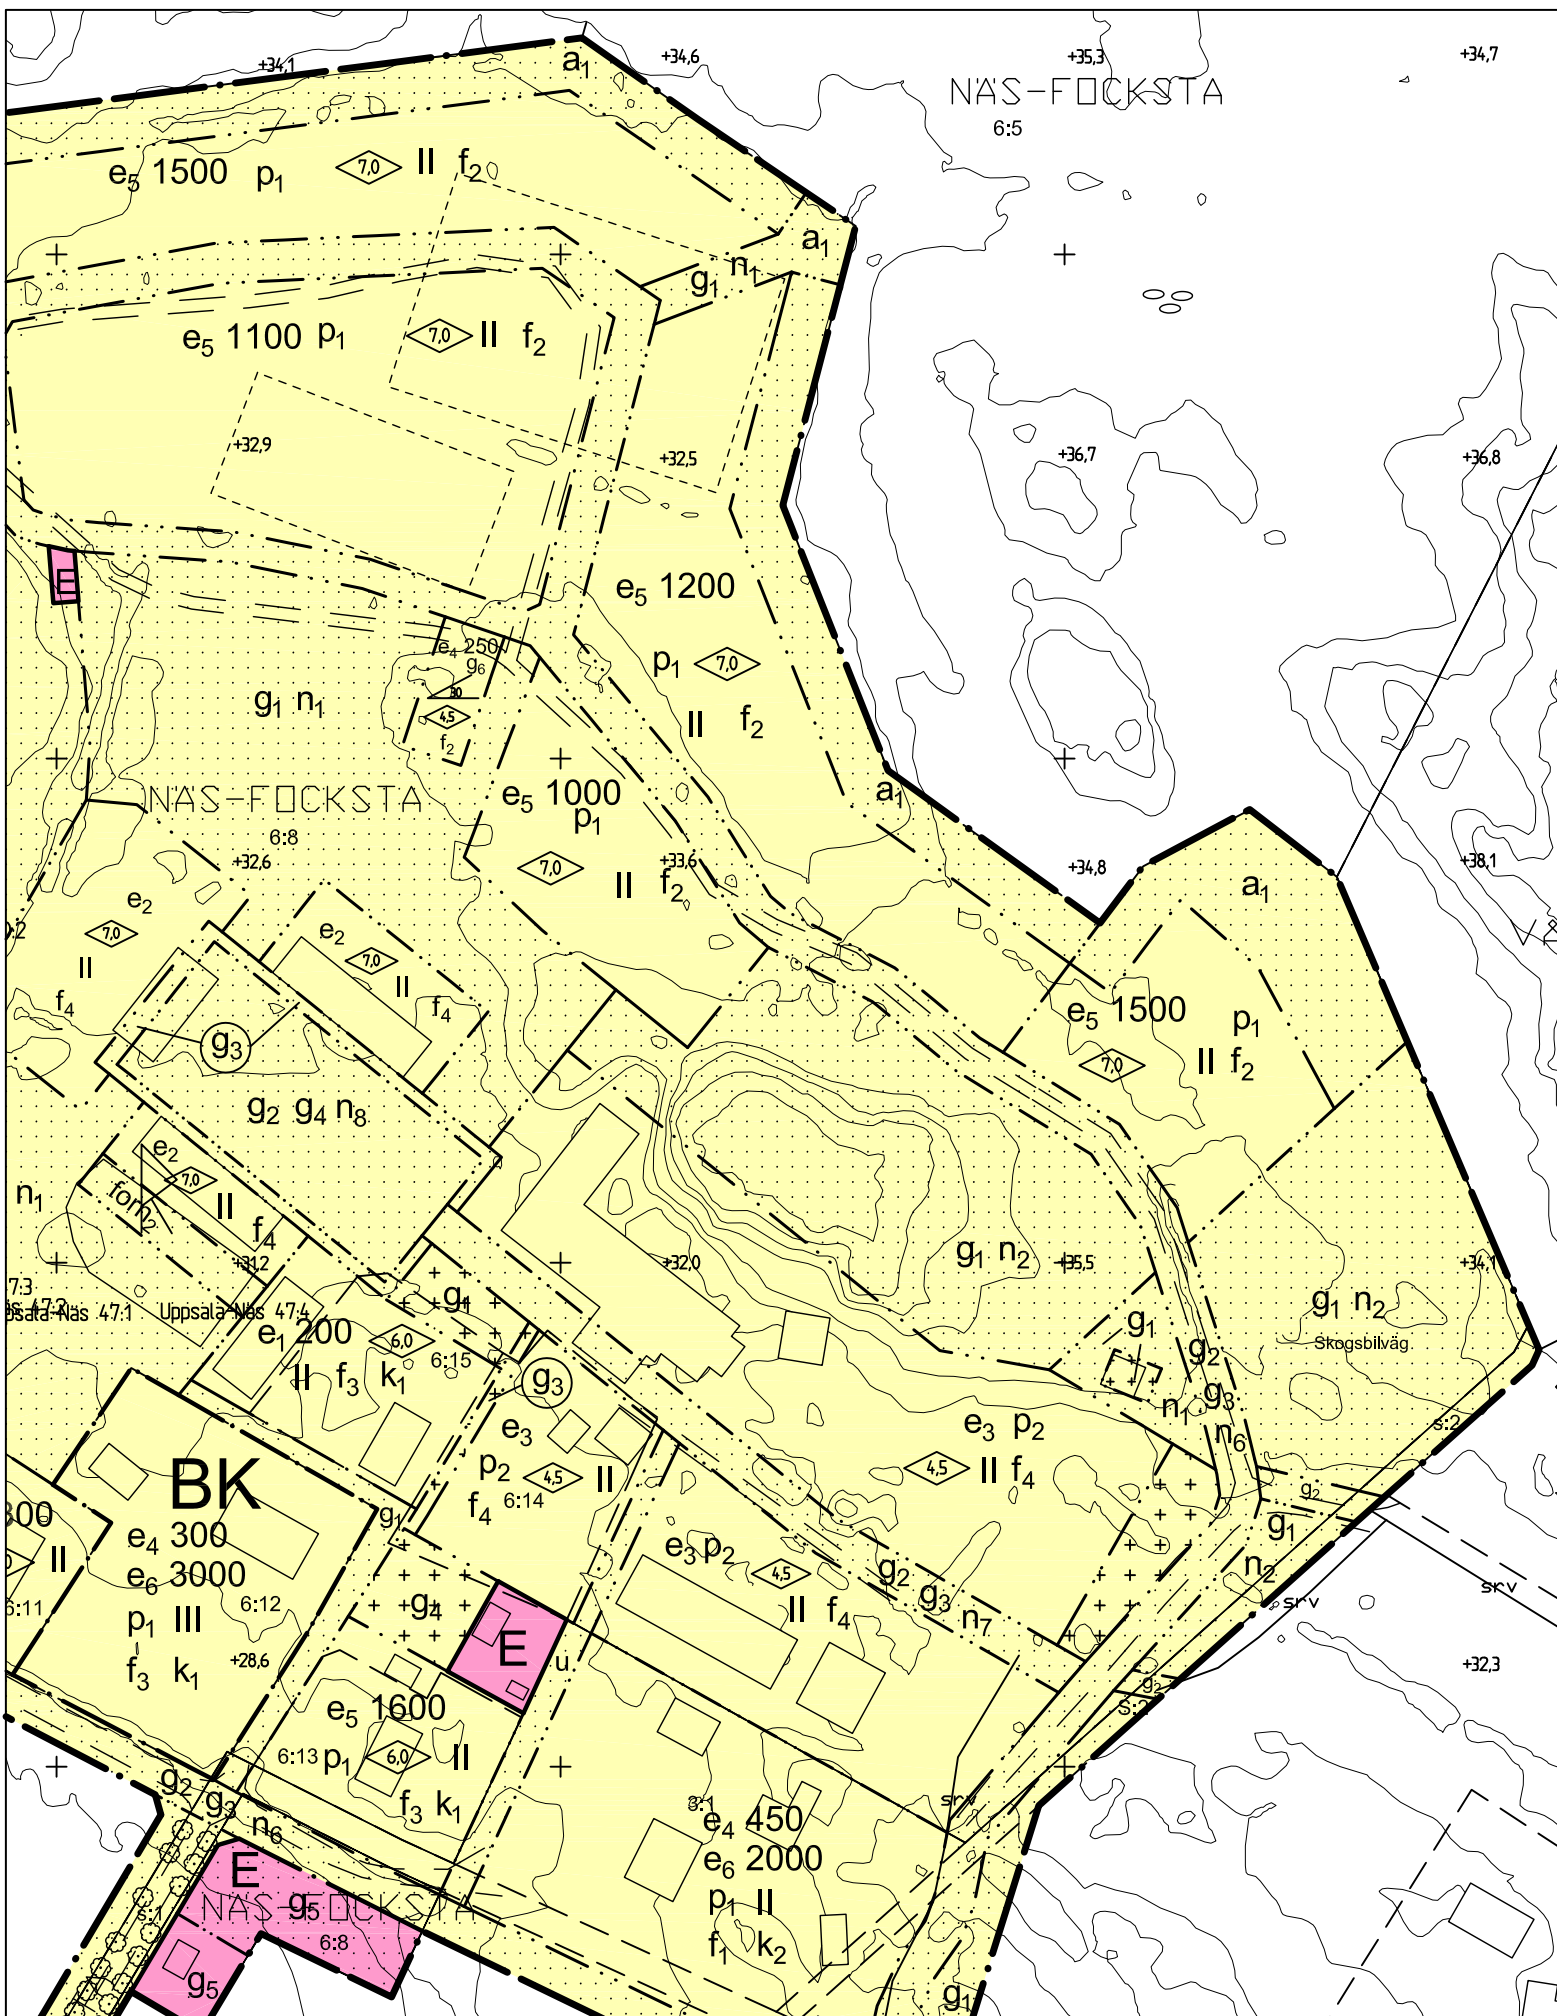 +34,1
a1
+34,6
+35,3
+34,7
NÄS-FOCKSTA
6:5
e5 1500 p1 7,0 II f2
a1
g1 n1
e5 1100 p1 7,0 II f2
+32,9
+32,5
+36,7
+36,8
E
e5 1200
p1 7,0
II f2
e4 250
g6
30
4,5
f2
g1 n1
NÄS-FOCKSTA
6:8
e5 1000
p1
7,0
II f2
a1
+32,6
+33,6
+34,8
+38,1
a1
e2
7,0
II
f4
e2
7,0
II
f4
g3
e5 1500 p1
7,0 II f2
g2 g4 n8
e2
7,0
II
f4
forn2
n1
+31,2
+32,0
g1 n2
+35,5
+34,1
g1 n2
Skogsbilväg
7:3
Uppsala-Näs 47:1
Uppsala-Näs 47:4
g1
e1 200 6,0
6:15
II f3 k1
g3
g1
g2
g3
n1
n6
s:2
e3
p2 4,5 II
f4 6:14
e3 p2
4,5 II f4
g2
g1
n2
BK
e4 300
e6 3000
p1 III
f3 k1
6:12
+28,6
II
6:11
g1
g4
E
u
e3 p2
4,5
II f4
g2
g3
n7
srv
srv
+32,3
g2
S:2
e5 1600
6:13 p1 6,0 II
f3 k1
g2
g3
n6
3:1
srv
e4 450
e6 2000
p1 II
f1 k2
E
NÄS-FOCKSTA
g5
6:8
s:1
g5
g1